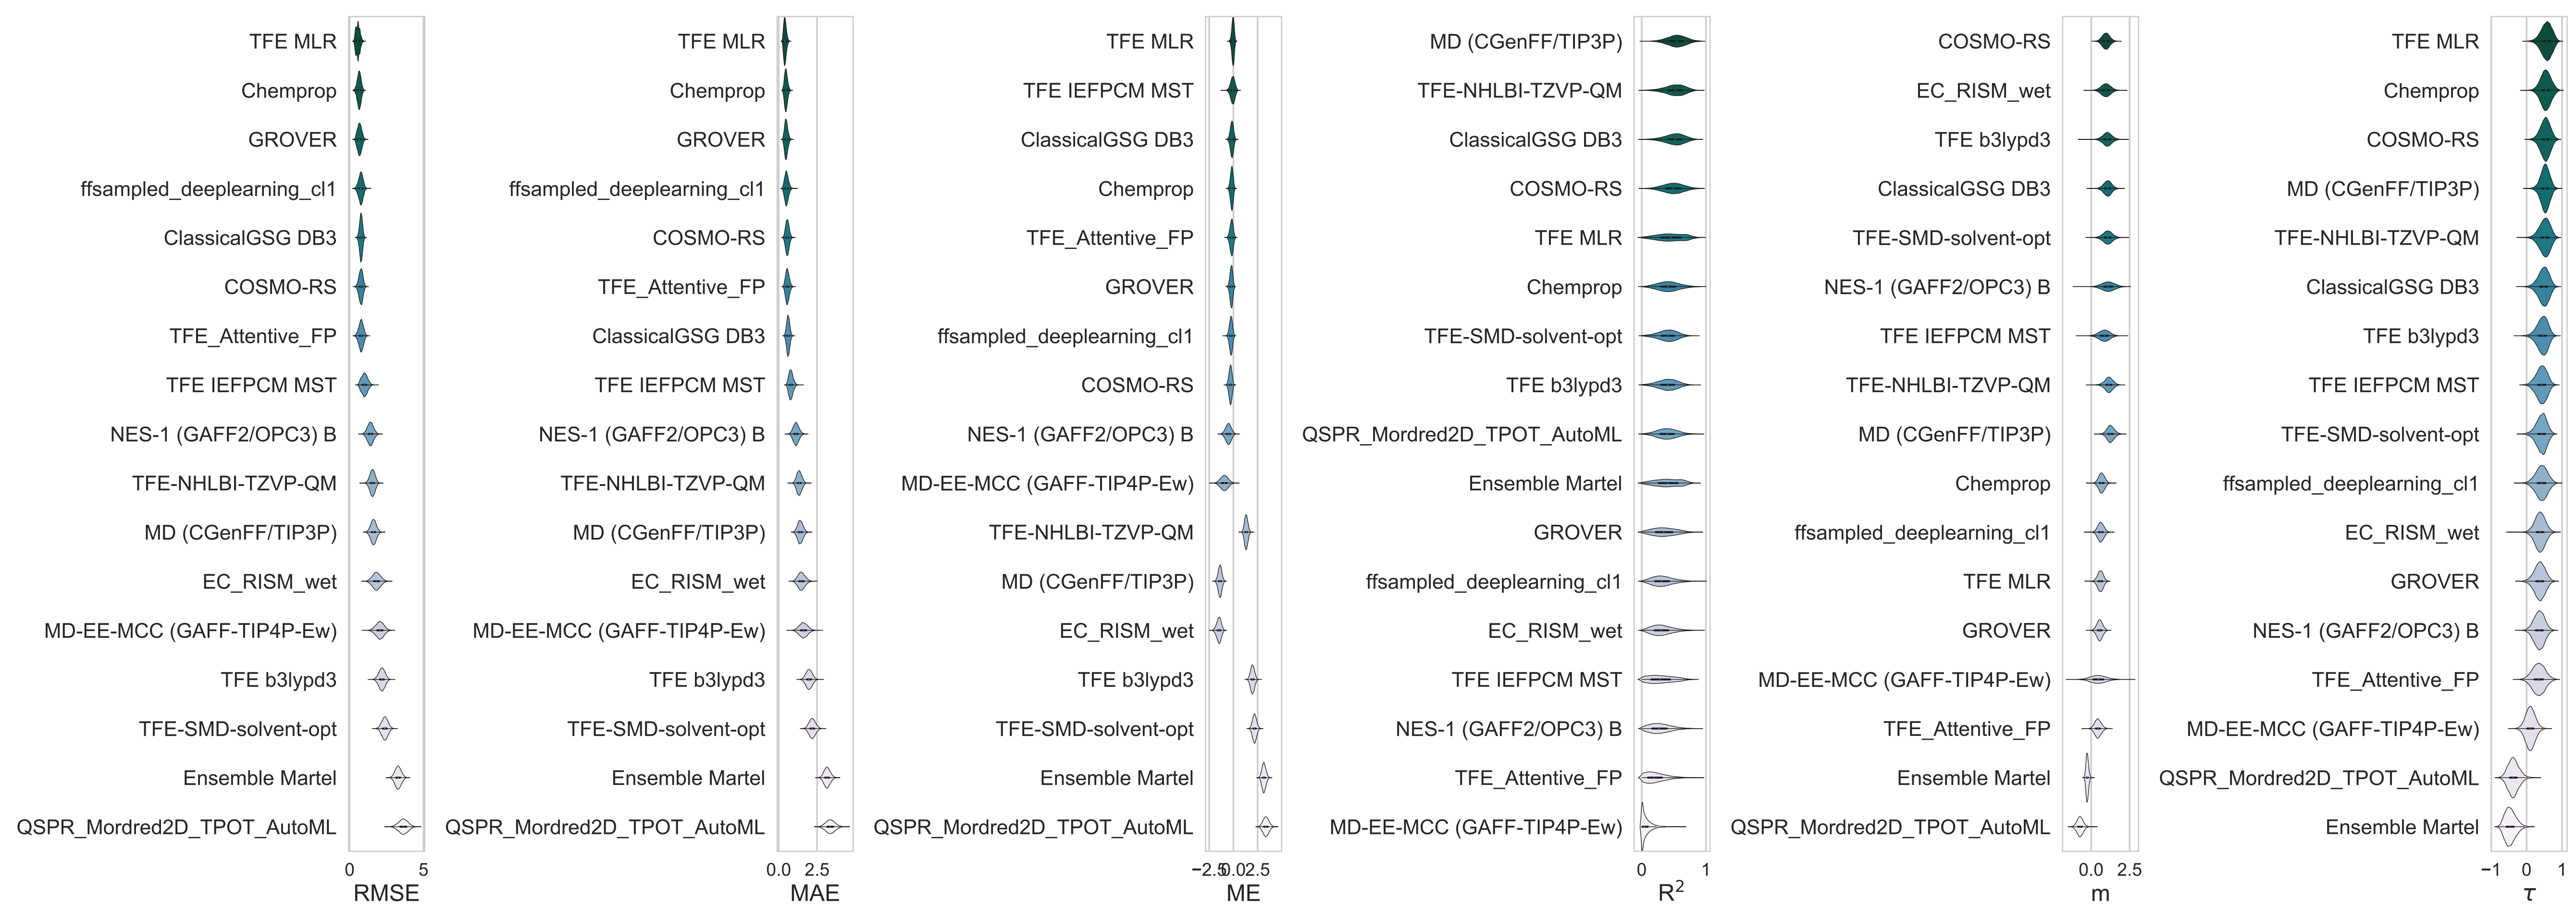 TFE MLR
Chemprop
GROVER
ffsampled_deeplearning_cl1
ClassicalGSG DB3
COSMO-RS
TFE_Attentive_FP
TFE IEFPCM MST
NES-1 (GAFF2/OPC3) B
TFE-NHLBI-TZVP-QM
MD (CGenFF/TIP3P)
EC_RISM_wet
MD-EE-MCC (GAFF-TIP4P-Ew)
TFE b3lypd3
TFE-SMD-solvent-opt
Ensemble Martel
QSPR_Mordred2D_TPOT_AutoML
0 5
RMSE
TFE MLR
Chemprop
GROVER
ffsampled_deeplearning_cl1
COSMO-RS
TFE_Attentive_FP
ClassicalGSG DB3
TFE IEFPCM MST
NES-1 (GAFF2/OPC3) B
TFE-NHLBI-TZVP-QM
MD (CGenFF/TIP3P)
EC_RISM_wet
MD-EE-MCC (GAFF-TIP4P-Ew)
TFE b3lypd3
TFE-SMD-solvent-opt
Ensemble Martel
QSPR_Mordred2D_TPOT_AutoML
0.0 2.5
MAE
TFE MLR
TFE IEFPCM MST
ClassicalGSG DB3
Chemprop
TFE_Attentive_FP
GROVER
ffsampled_deeplearning_cl1
COSMO-RS
NES-1 (GAFF2/OPC3) B
MD-EE-MCC (GAFF-TIP4P-Ew)
TFE-NHLBI-TZVP-QM
MD (CGenFF/TIP3P)
EC_RISM_wet
TFE b3lypd3
TFE-SMD-solvent-opt
Ensemble Martel
QSPR_Mordred2D_TPOT_AutoML
−2.5 0.0 2.5
ME
MD (CGenFF/TIP3P)
TFE-NHLBI-TZVP-QM
ClassicalGSG DB3
COSMO-RS
TFE MLR
Chemprop
TFE-SMD-solvent-opt
TFE b3lypd3
QSPR_Mordred2D_TPOT_AutoML
Ensemble Martel
GROVER
ffsampled_deeplearning_cl1
EC_RISM_wet
TFE IEFPCM MST
NES-1 (GAFF2/OPC3) B
TFE_Attentive_FP
MD-EE-MCC (GAFF-TIP4P-Ew)
0 1
R²
COSMO-RS
EC_RISM_wet
TFE b3lypd3
ClassicalGSG DB3
TFE-SMD-solvent-opt
NES-1 (GAFF2/OPC3) B
TFE IEFPCM MST
TFE-NHLBI-TZVP-QM
MD (CGenFF/TIP3P)
Chemprop
ffsampled_deeplearning_cl1
TFE MLR
GROVER
MD-EE-MCC (GAFF-TIP4P-Ew)
TFE_Attentive_FP
Ensemble Martel
QSPR_Mordred2D_TPOT_AutoML
0.0 2.5
m
TFE MLR
Chemprop
COSMO-RS
MD (CGenFF/TIP3P)
TFE-NHLBI-TZVP-QM
ClassicalGSG DB3
TFE b3lypd3
TFE IEFPCM MST
TFE-SMD-solvent-opt
ffsampled_deeplearning_cl1
EC_RISM_wet
GROVER
NES-1 (GAFF2/OPC3) B
TFE_Attentive_FP
MD-EE-MCC (GAFF-TIP4P-Ew)
QSPR_Mordred2D_TPOT_AutoML
Ensemble Martel
−1 0 1
τ